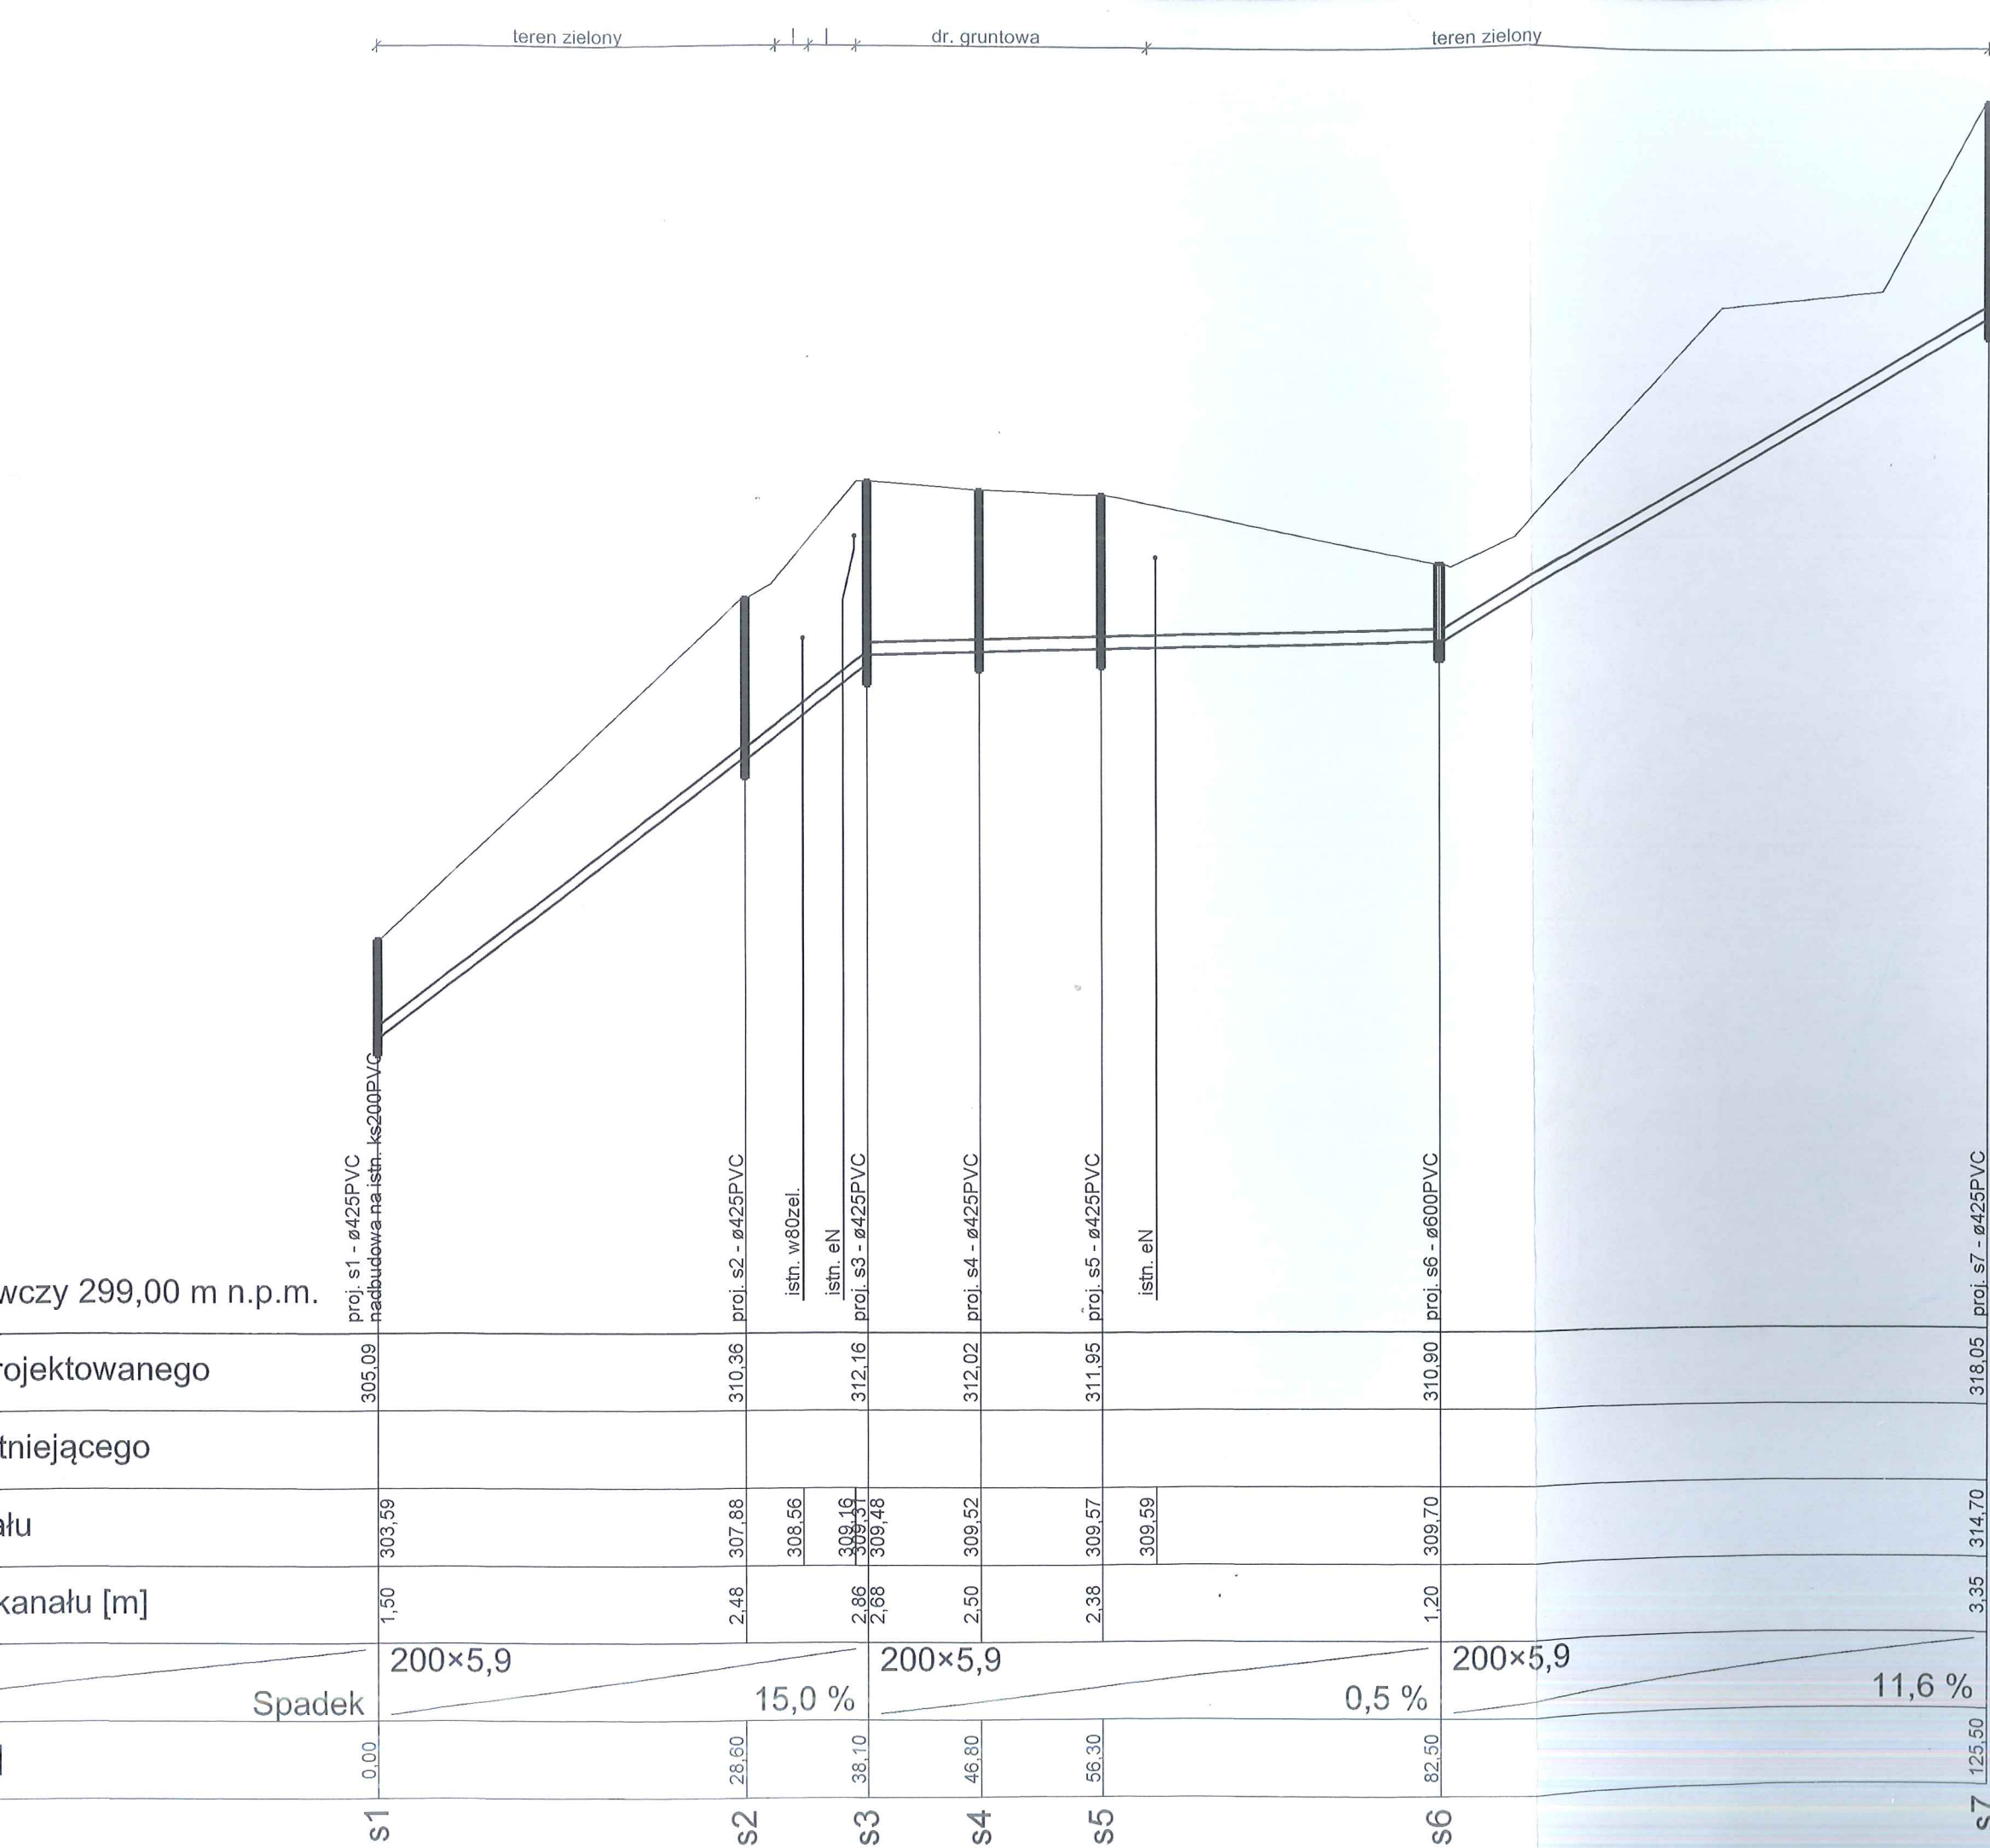 teren zielony
dr. gruntowa
teren zielony
proj. s1 - ø425PVC
nadbudowa na istn. ks200PVC
proj. s2 - ø425PVC
istn. w80żel.
istn. eN
proj. s3 - ø425PVC
proj. s4 - ø425PVC
proj. s5 - ø425PVC
istn. eN
proj. s6 - ø600PVC
proj. s7 - ø425PVC
wczy 299,00 m n.p.m.
rojektowanego
305,09 310,36 312,16 312,02 311,95 310,90 318,05
tniejącego
ału
303,59 307,88 308,56 309,16 309,31 309,48 309,52 309,57 309,59 309,70 314,70
kanału [m]
1,50 2,48 2,86 2,68 2,50 2,38 1,20 3,35
200×5,9 200×5,9 200×5,9
Spadek 15,0 % 0,5 % 11,6 %
0,00 28,60 38,10 46,80 56,30 82,50 125,50
s1 s2 s3 s4 s5 s6 s7